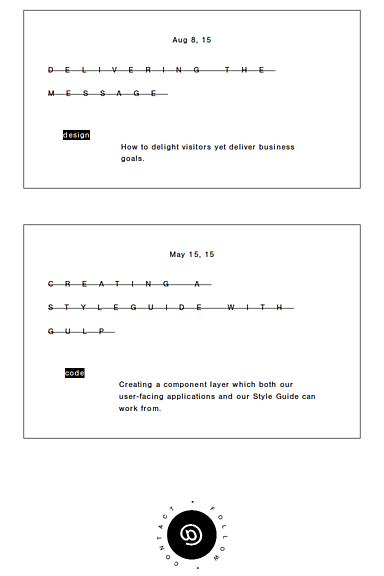 Aug 8, 15
DELIVERING THE
MESSAGE
design
How to delight visitors yet deliver business
goals.
May 15, 15
CREATING A
STYLEGUIDE WITH
GULP
code
Creating a component layer which both our
user-facing applications and our Style Guide can
work from.
CONTACT • FOLLOW •
@